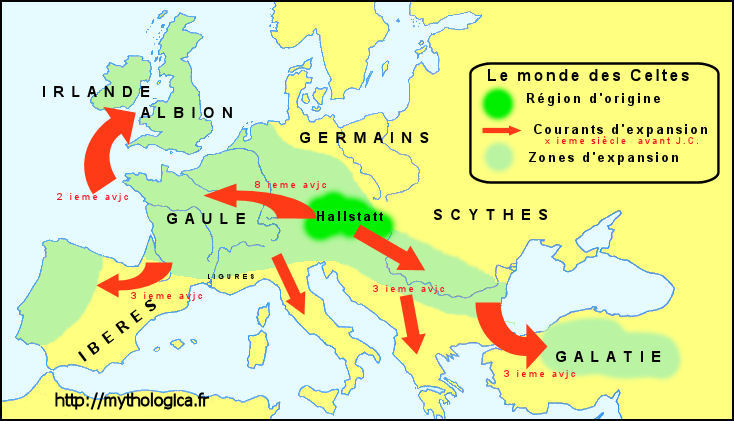 Le monde des Celtes
Région d'origine
Courants d'expansion
x ieme siècle avant J.C.
Zones d'expansion
IRLANDE
ALBION
GERMAINS
8 ieme avjc
2 ieme avjc
Hallstatt
SCYTHES
GAULE
LIGURES
3 ieme avjc
3 ieme avjc
IBERES
GALATIE
3 ieme avjc
http://mythologica.fr